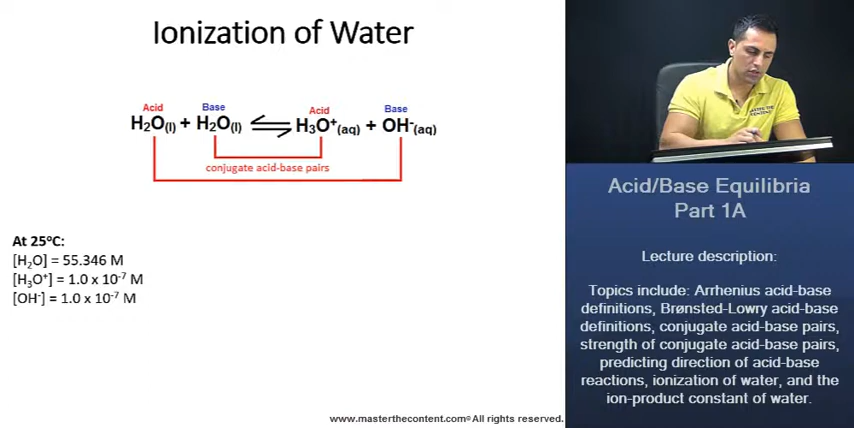 Ionization of Water
Acid Base Acid Base
H₂O(l) + H₂O(l) ⇌ H₃O⁺(aq) + OH⁻(aq)
conjugate acid-base pairs
At 25°C:
[H₂O] = 55.346 M
[H₃O⁺] = 1.0 x 10⁻⁷ M
[OH⁻] = 1.0 x 10⁻⁷ M
www.masterthecontent.com© All rights reserved.
MASTER THE
CONTENT
Acid/Base Equilibria
Part 1A
Lecture description:
Topics include: Arrhenius acid-base
definitions, Brønsted-Lowry acid-base
definitions, conjugate acid-base pairs,
strength of conjugate acid-base pairs,
predicting direction of acid-base
reactions, ionization of water, and the
ion-product constant of water.